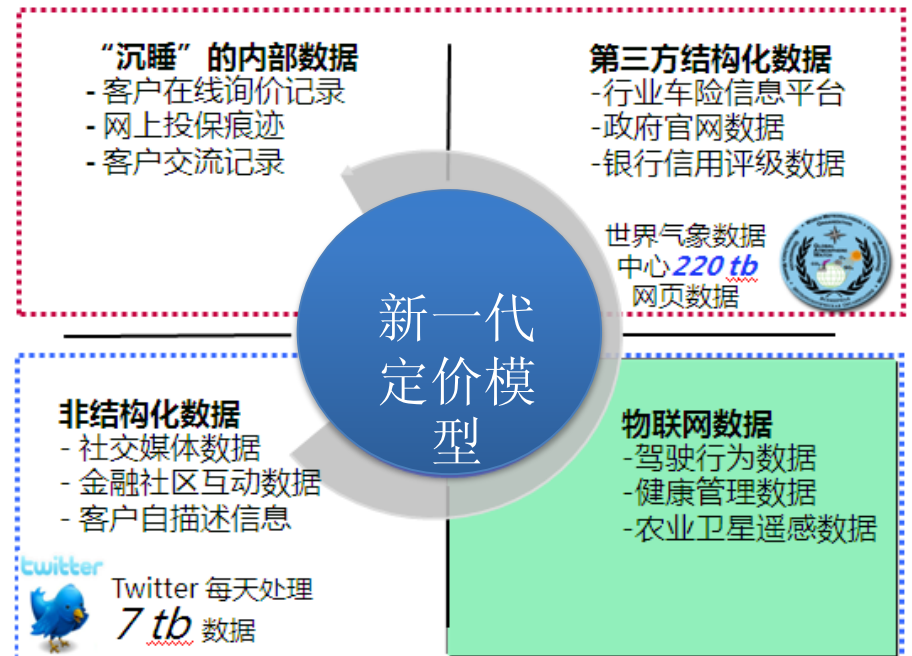 “沉睡”的内部数据
- 客户在线询价记录
- 网上投保痕迹
- 客户交流记录
第三方结构化数据
-行业车险信息平台
-政府官网数据
-银行信用评级数据
世界气象数据
中心220 tb
网页数据
新一代
定价模
型
非结构化数据
- 社交媒体数据
- 金融社区互动数据
- 客户自描述信息
twitter
Twitter 每天处理
7 tb 数据
物联网数据
-驾驶行为数据
-健康管理数据
-农业卫星遥感数据